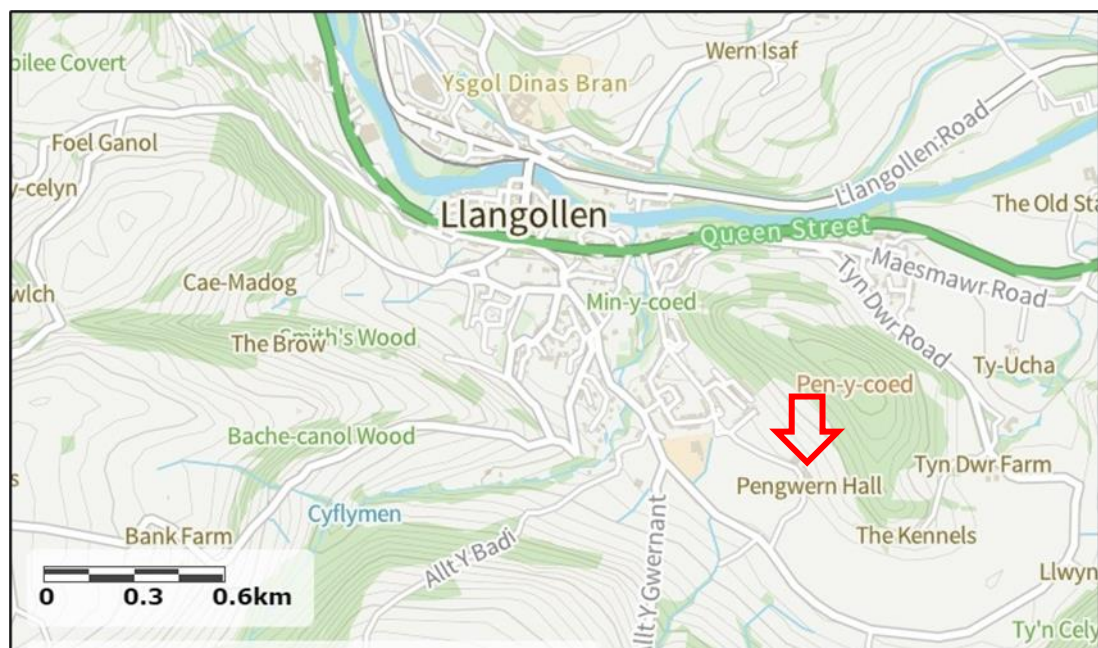 Wern Isaf
bilee Covert
Ysgol Dinas Bran
Foel Ganol
Llangollen Road
y-celyn
The Old Sta
Llangollen
Queen Street
Maesmawr Road
Cae-Madog
wlch
Min-y-coed
Tyn Dwr Road
Smith's Wood
The Brow
Ty-Ucha
Pen-y-coed
Bache-canol Wood
Tyn Dwr Farm
Pengwern Hall
Cyflymen
Bank Farm
The Kennels
Allt Y Badi
Allt Y Gwernant
Llwyn
Ty'n Cely
0 0.3 0.6km